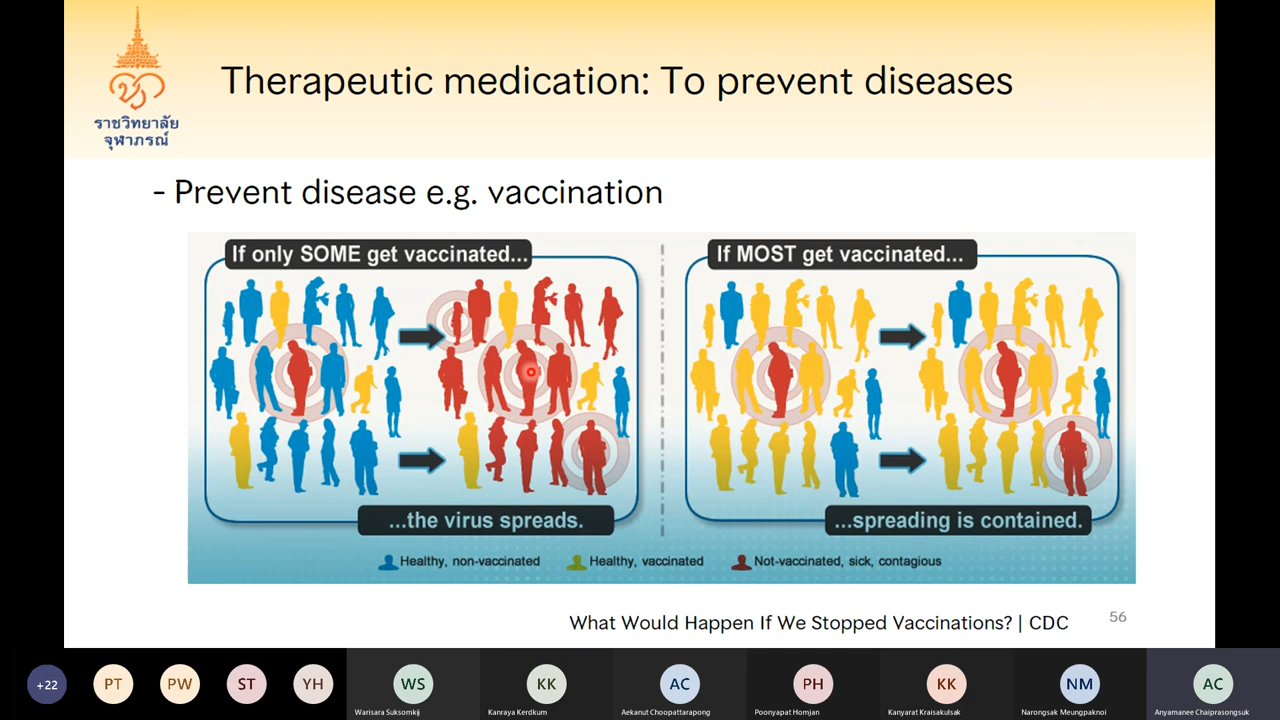 Therapeutic medication: To prevent diseases
ราชวิทยาลัย
จุฬาภรณ์
- Prevent disease e.g. vaccination
If only SOME get vaccinated...
If MOST get vaccinated...
...the virus spreads.
...spreading is contained.
Healthy, non-vaccinated
Healthy, vaccinated
Not-vaccinated, sick, contagious
What Would Happen If We Stopped Vaccinations? | CDC
56
+22
PT
PW
ST
YH
WS
KK
AC
PH
KK
NM
AC
Warisara Suksomkij
Kanraya Kerdkum
Aekanut Choopattarapong
Poonyapat Homjan
Kanyarat Kraisakulsak
Narongsak Meungpaknoi
Anyamanee Chaiprasongsuk